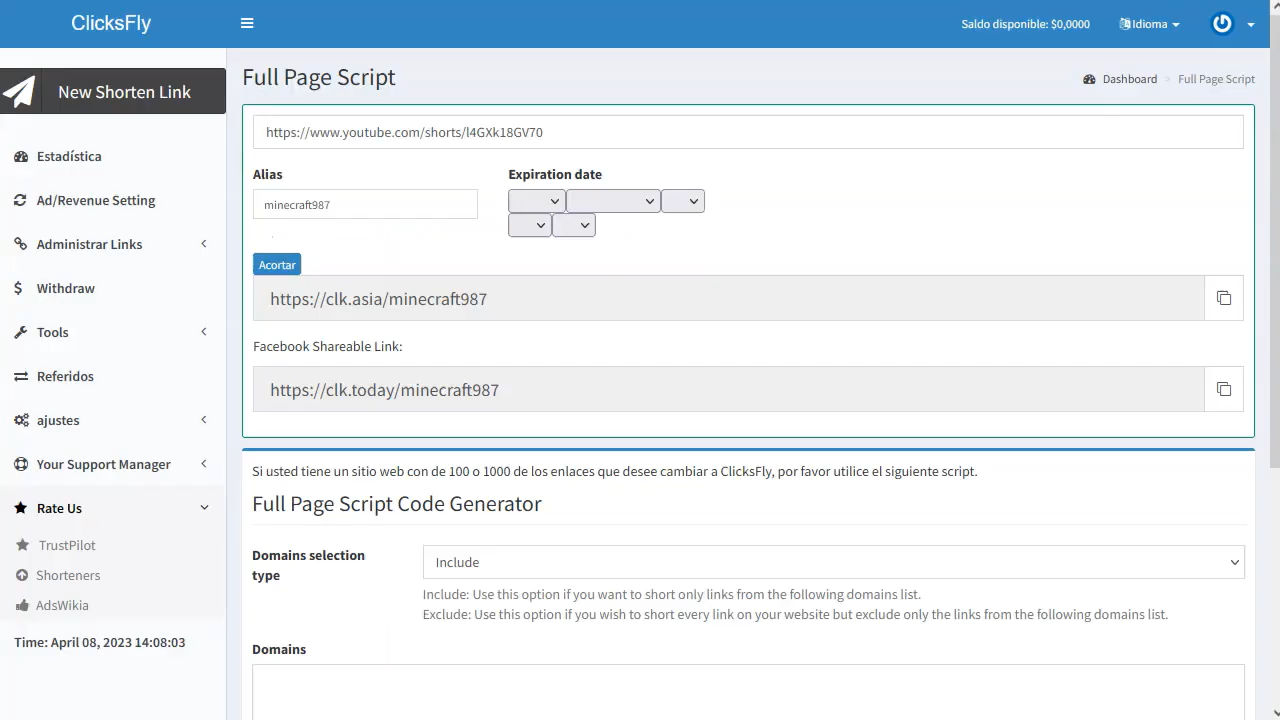 ClicksFly
Saldo disponible: $0,0000
Idioma
New Shorten Link
Full Page Script
Dashboard > Full Page Script
https://www.youtube.com/shorts/l4GXk18GV70
Estadística
Alias
Expiration date
Ad/Revenue Setting
minecraft987
Administrar Links
Acortar
Withdraw
https://clk.asia/minecraft987
Tools
Facebook Shareable Link:
Referidos
https://clk.today/minecraft987
ajustes
Your Support Manager
Si usted tiene un sitio web con de 100 o 1000 de los enlaces que desee cambiar a ClicksFly, por favor utilice el siguiente script.
Rate Us
Full Page Script Code Generator
TrustPilot
Shorteners
AdsWikia
Domains selection
type
Include
Include: Use this option if you want to short only links from the following domains list.
Exclude: Use this option if you wish to short every link on your website but exclude only the links from the following domains list.
Time: April 08, 2023 14:08:03
Domains